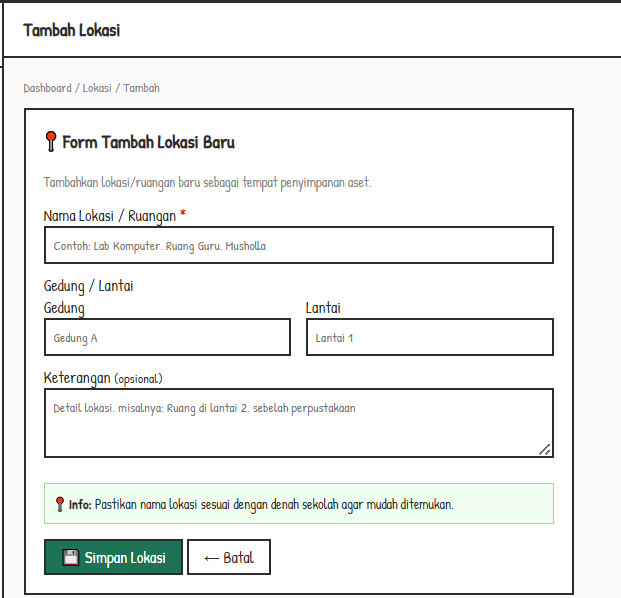 Tambah Lokasi
Dashboard / Lokasi / Tambah
Form Tambah Lokasi Baru
Tambahkan lokasi/ruangan baru sebagai tempat penyimpanan aset.
Nama Lokasi / Ruangan *
Contoh: Lab Komputer. Ruang Guru. Musholla
Gedung / Lantai
Gedung Lantai
Gedung A Lantai 1
Keterangan (opsional)
Detail lokasi. misalnya: Ruang di lantai 2. sebelah perpustakaan
Info: Pastikan nama lokasi sesuai dengan denah sekolah agar mudah ditemukan.
Simpan Lokasi ← Batal